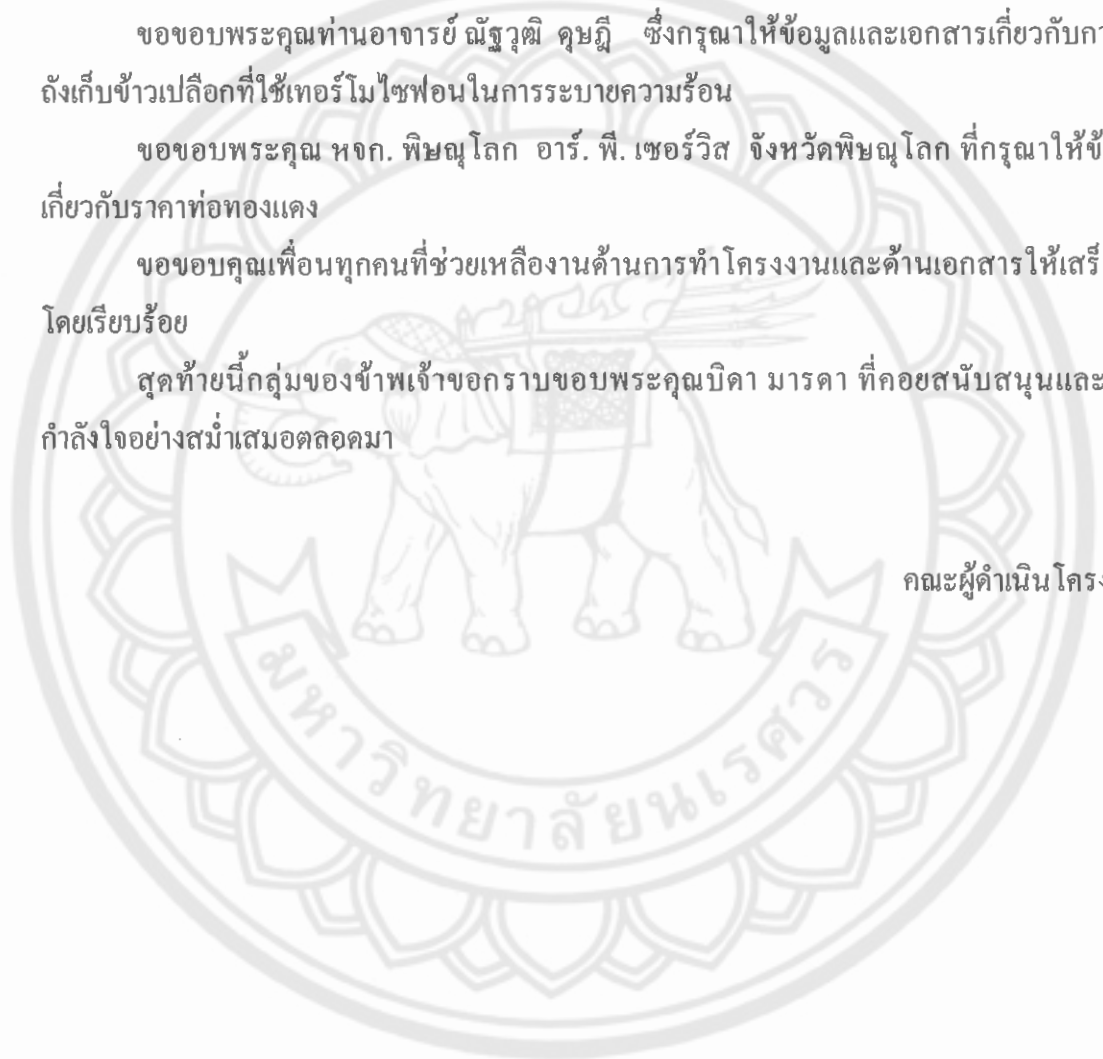 ขอขอบพระคุณท่านอาจารย์ ณัฐวุฒิ ดุษฎี ซึ่งกรุณาให้ข้อมูลและเอกสารเกี่ยวกับ
ถังเก็บข้าวเปลือกที่ใช้เทอร์โมไซฟอนในการระบายความร้อน
ขอขอบพระคุณ หจก. พิษณุโลก อาร์. พี. เซอร์วิส จังหวัดพิษณุโลก ที่กรุณาให้
เกี่ยวกับราคาท่อทองแดง
ขอขอบคุณเพื่อนทุกคนที่ช่วยเหลืองานด้านการทำโครงงานและด้านเอกสารให้เสร็
โดยเรียบร้อย
สุดท้ายนี้กลุ่มของข้าพเจ้าขอกราบขอบพระคุณบิดา มารดา ที่คอยสนับสนุนและ
กำลังใจอย่างสม่ำเสมอตลอดมา
คณะผู้ดำเนินโครง
มหาวิทยาลัยนเรศวร